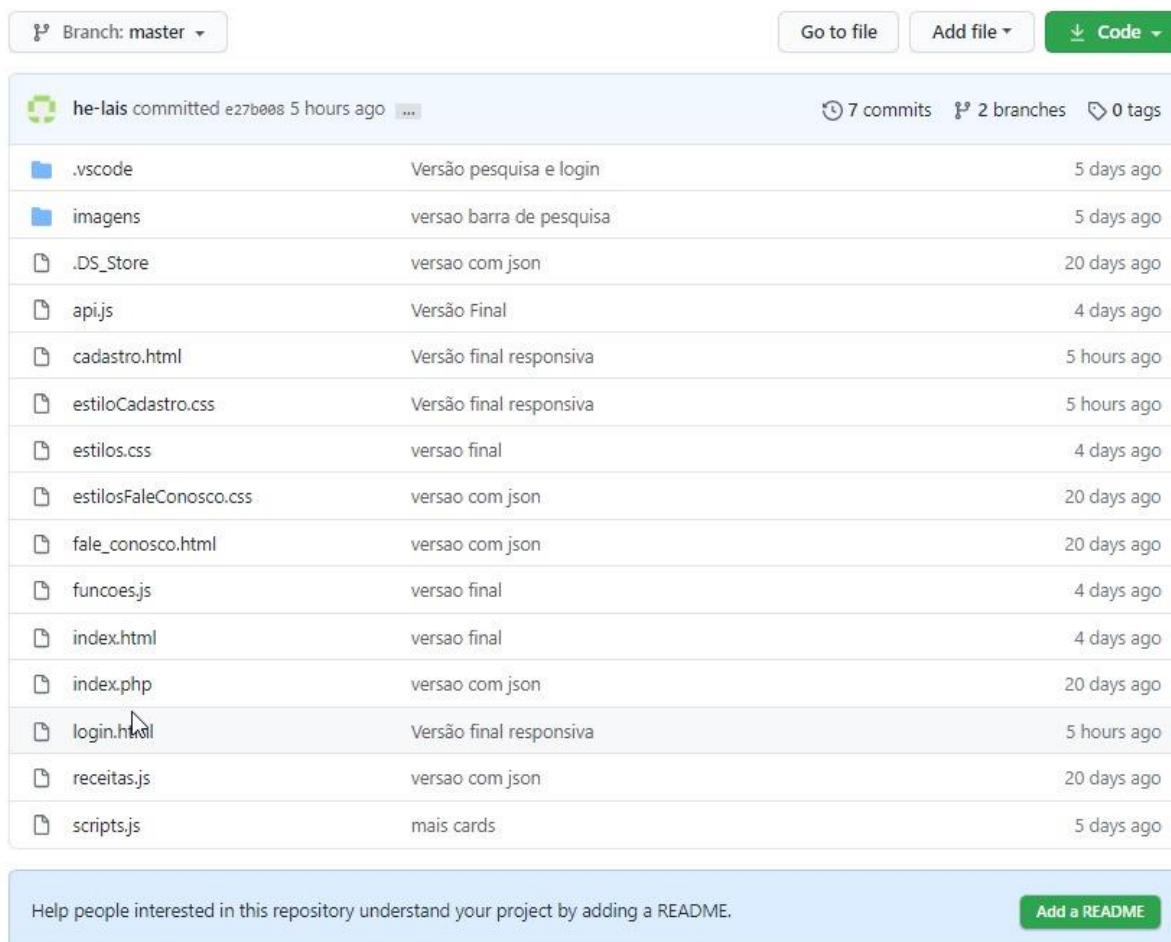 Branch: master Go to file Add file Code
he-lais committed e27b008 5 hours ago ... 7 commits 2 branches 0 tags
.vscode Versão pesquisa e login 5 days ago
imagens versao barra de pesquisa 5 days ago
.DS_Store versao com json 20 days ago
api.js Versão Final 4 days ago
cadastro.html Versão final responsiva 5 hours ago
estiloCadastro.css Versão final responsiva 5 hours ago
estilos.css versao final 4 days ago
estilosFaleConosco.css versao com json 20 days ago
fale_conosco.html versao com json 20 days ago
funcoes.js versao final 4 days ago
index.html versao final 4 days ago
index.php versao com json 20 days ago
login.html Versão final responsiva 5 hours ago
receitas.js versao com json 20 days ago
scripts.js mais cards 5 days ago
Help people interested in this repository understand your project by adding a README. Add a README